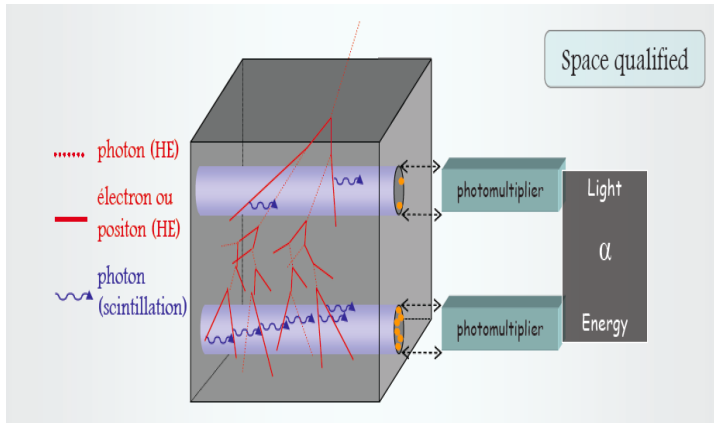 Space qualified
photon (HE)
électron ou
positon (HE)
photon
(scintillation)
photomultiplier
photomultiplier
Light
α
Energy